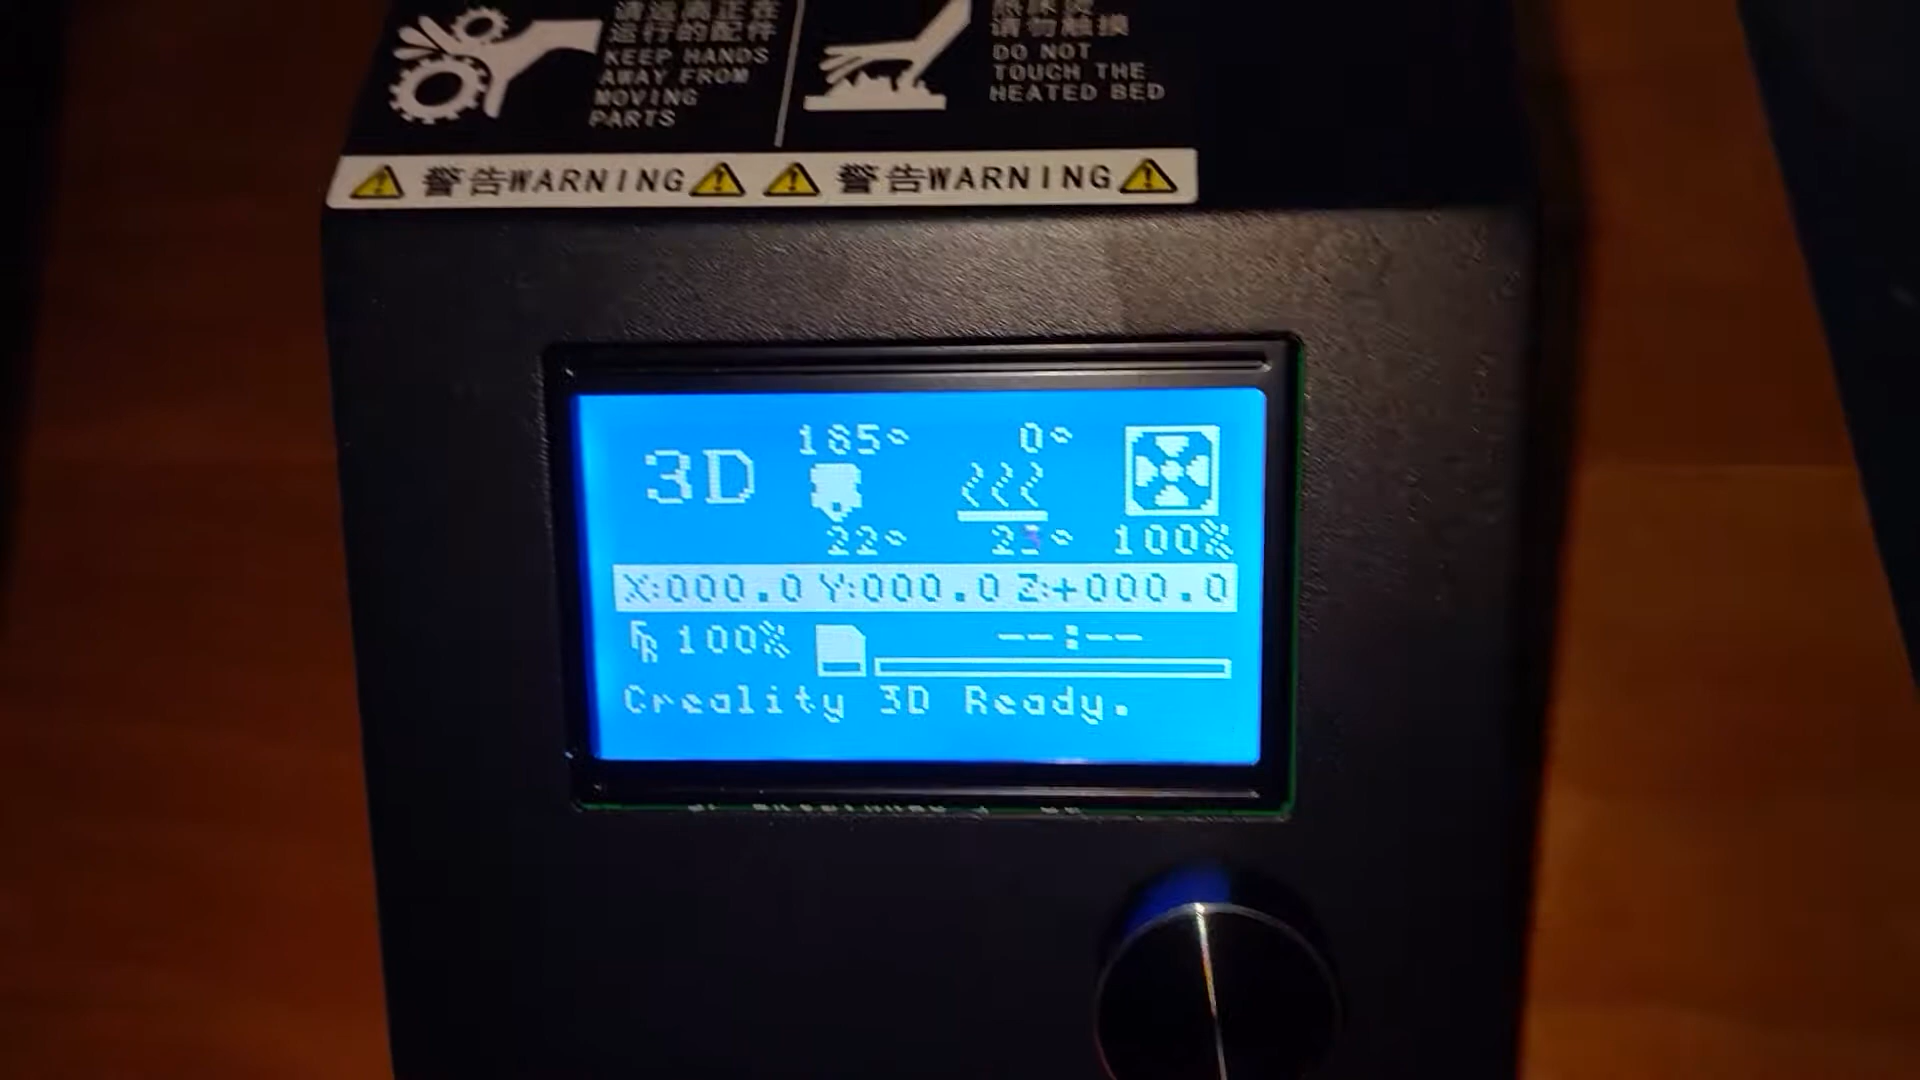 请远离正在
运行的配件
KEEP HANDS
AWAY FROM
MOVING
PARTS
请勿触摸
DO NOT
TOUCH THE
HEATED BED
警告WARNING 警告WARNING
3D 185° 0°
22° 23° 100%
X:000.0 Y:000.0 Z:+000.0
FR 100% --:--
Creality 3D Ready.